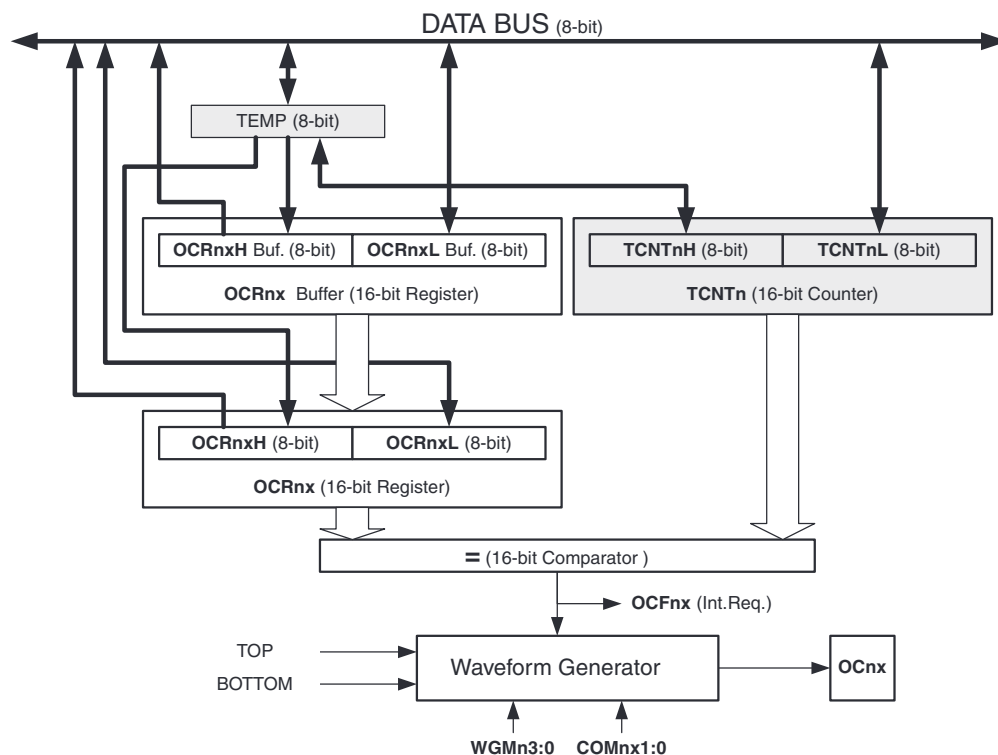 DATA BUS (8-bit)
TEMP (8-bit)
OCRnxH Buf. (8-bit) OCRnxL Buf. (8-bit) TCNTnH (8-bit) TCNTnL (8-bit)
OCRnx Buffer (16-bit Register) TCNTn (16-bit Counter)
OCRnxH (8-bit) OCRnxL (8-bit)
OCRnx (16-bit Register)
= (16-bit Comparator )
OCFnx (Int.Req.)
TOP
BOTTOM
Waveform Generator
OCnx
WGMn3:0 COMnx1:0